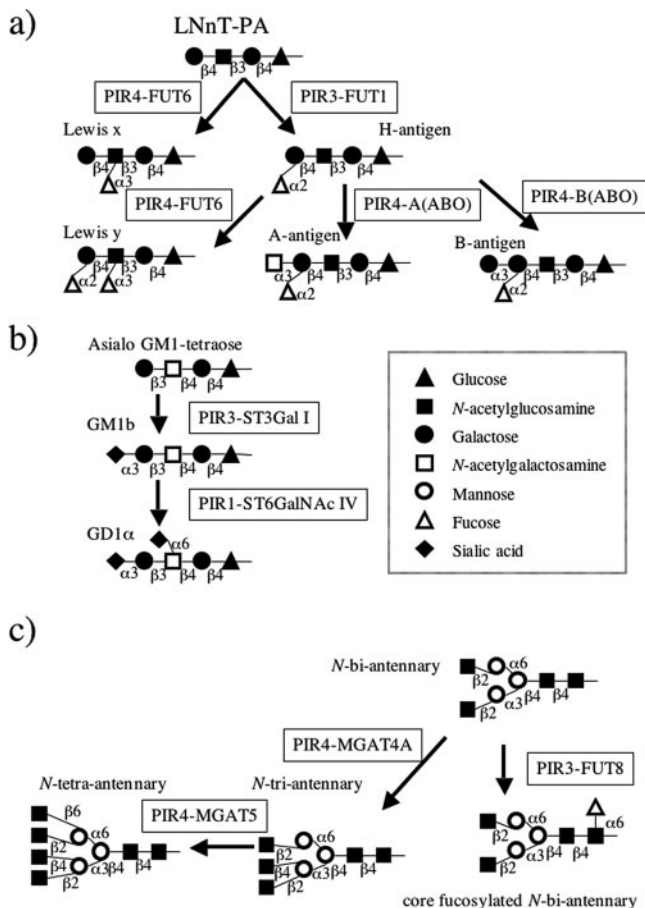 a)
LNnT-PA
β4 β3 β4
PIR4-FUT6 PIR3-FUT1
Lewis x H-antigen
β4 β3 β4 β4 β3 β4
α3 α2
PIR4-FUT6 PIR4-A(ABO) PIR4-B(ABO)
Lewis y A-antigen B-antigen
β4 β3 β4 α3 β4 β3 β4 α3 β4 β3 β4
α2 α3 α2 α2
b)
Asialo GM1-tetraose
β3 β4 β4
PIR3-ST3Gal I
GM1b
α3 β3 β4 β4
PIR1-ST6GalNAc IV
GD1α
α6
α3 β3 β4 β4
Glucose
N-acetylglucosamine
Galactose
N-acetylgalactosamine
Mannose
Fucose
Sialic acid
c)
N-bi-antennary
α6
β2
α3 β4 β4
β2
PIR4-MGAT4A
PIR3-FUT8
N-tetra-antennary N-tri-antennary
PIR4-MGAT5
β6
α6
β2
β4 α3 β4 β4
β2
α6
β2
β4 α3 β4 β4
β2
α6 α6
β2
α3 β4 β4
β2
core fucosylated N-bi-antennary